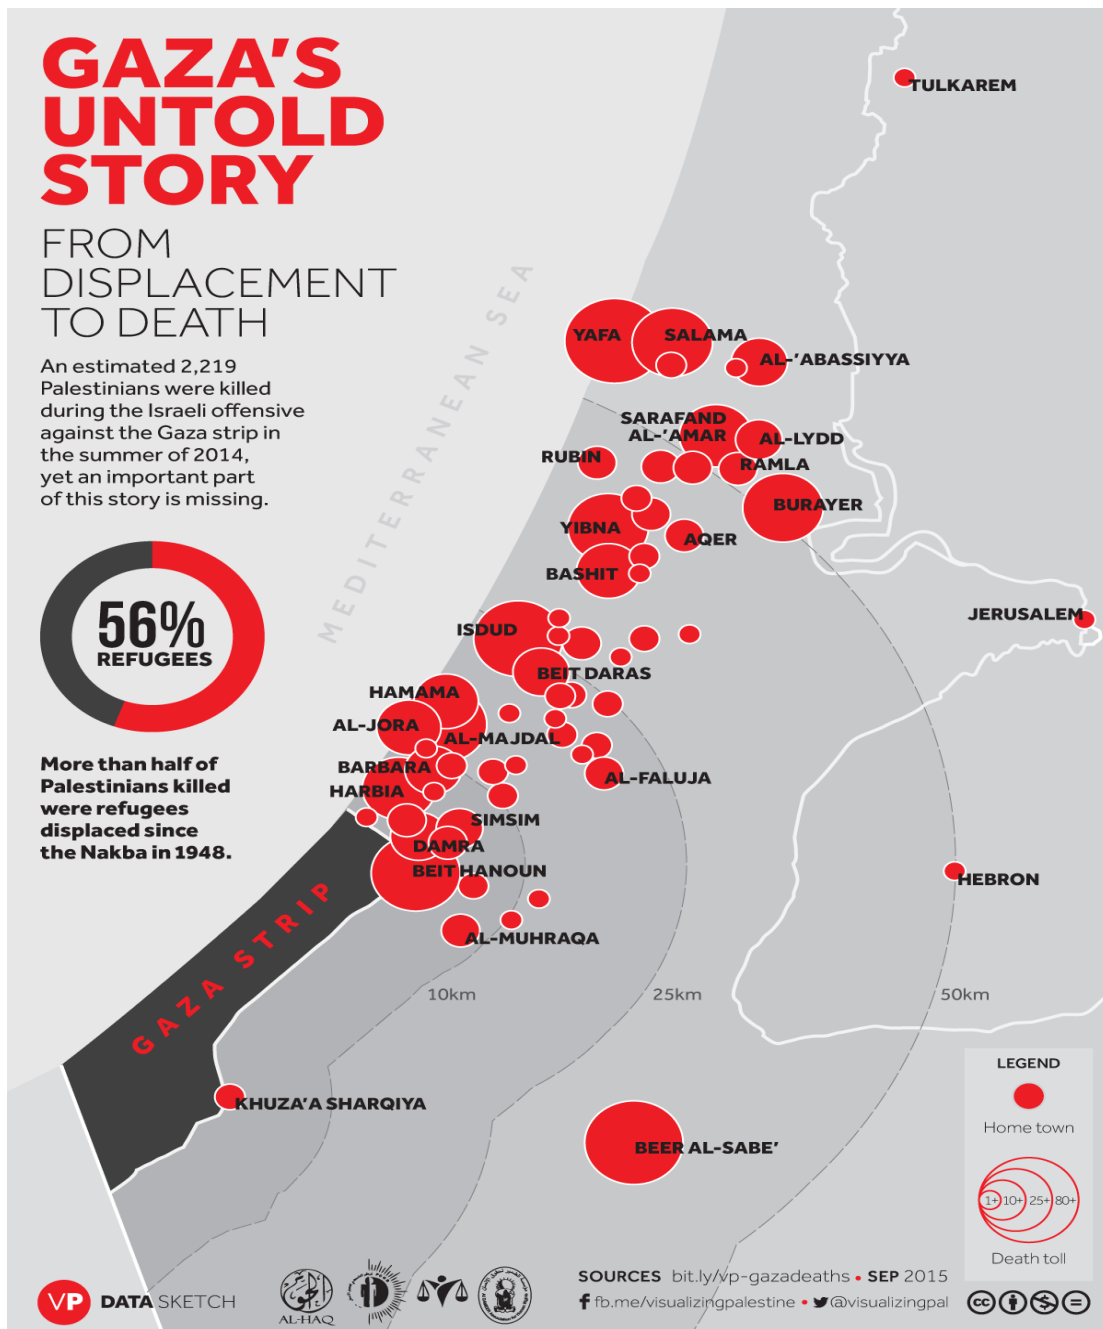 GAZA'S
UNTOLD
STORY
FROM
DISPLACEMENT
TO DEATH
An estimated 2,219
Palestinians were killed
during the Israeli offensive
against the Gaza strip in
the summer of 2014,
yet an important part
of this story is missing.
56%
REFUGEES
More than half of
Palestinians killed
were refugees
displaced since
the Nakba in 1948.
MEDITERRANEAN SEA
TULKAREM
YAFA
SALAMA
AL-'ABASSIYYA
SARAFAND
AL-'AMAR
AL-LYDD
RUBIN
RAMLA
BURAYER
YIBNA
AQER
BASHIT
JERUSALEM
ISDUD
BEIT DARAS
HAMAMA
AL-JORA
AL-MAJDAL
BARBARA
AL-FALUJA
HARBIA
SIMSIM
DAMRA
BEIT HANOUN
HEBRON
AL-MUHRAQA
GAZA STRIP
10km
25km
50km
KHUZA'A SHARQIYA
BEER AL-SABE'
LEGEND
Home town
1+
10+
25+
80+
Death toll
VP DATA SKETCH
AL-HAQ
SOURCES bit.ly/vp-gazadeaths • SEP 2015
fb.me/visualizingpalestine • @visualizingpal
cc